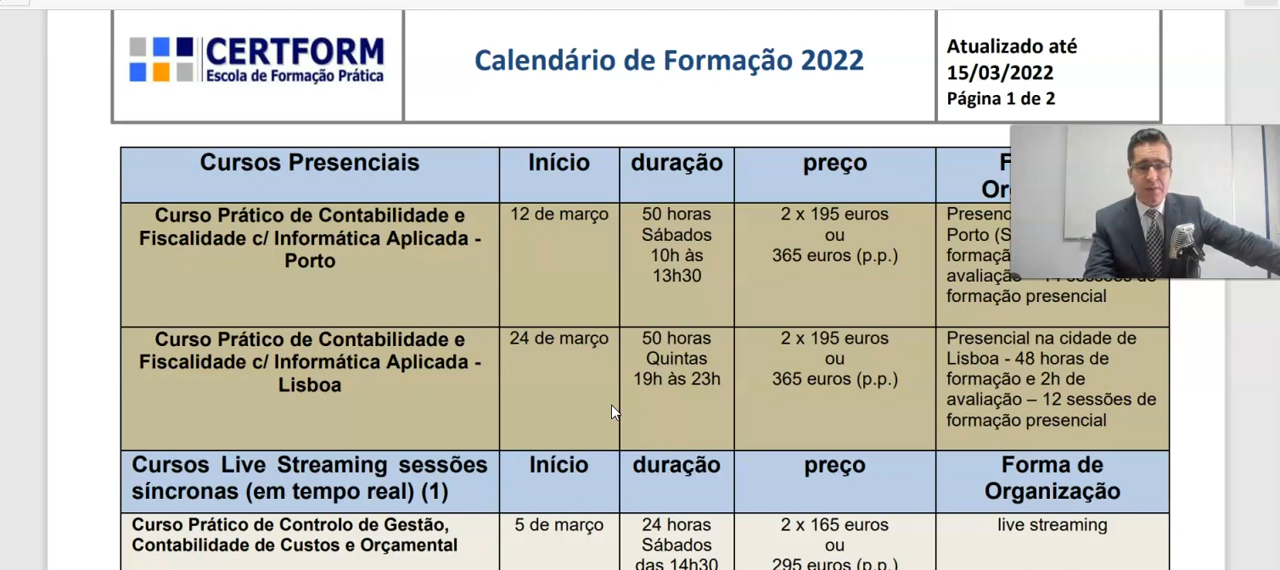 CERTFORM
Escola de Formação Prática
Calendário de Formação 2022
Atualizado até
15/03/2022
Página 1 de 2
Cursos Presenciais
Início
duração
preço
Curso Prático de Contabilidade e
Fiscalidade c/ Informática Aplicada -
Porto
12 de março
50 horas
Sábados
10h às
13h30
2 x 195 euros
ou
365 euros (p.p.)
Porto
formação presencial
Curso Prático de Contabilidade e
Fiscalidade c/ Informática Aplicada -
Lisboa
24 de março
50 horas
Quintas
19h às 23h
2 x 195 euros
ou
365 euros (p.p.)
Presencial na cidade de
Lisboa - 48 horas de
formação e 2h de
avaliação – 12 sessões de
formação presencial
Cursos Live Streaming sessões
síncronas (em tempo real) (1)
Início
duração
preço
Forma de
Organização
Curso Prático de Controlo de Gestão,
Contabilidade de Custos e Orçamental
5 de março
24 horas
Sábados
das 14h30
2 x 165 euros
ou
295 euros (p.p.)
live streaming